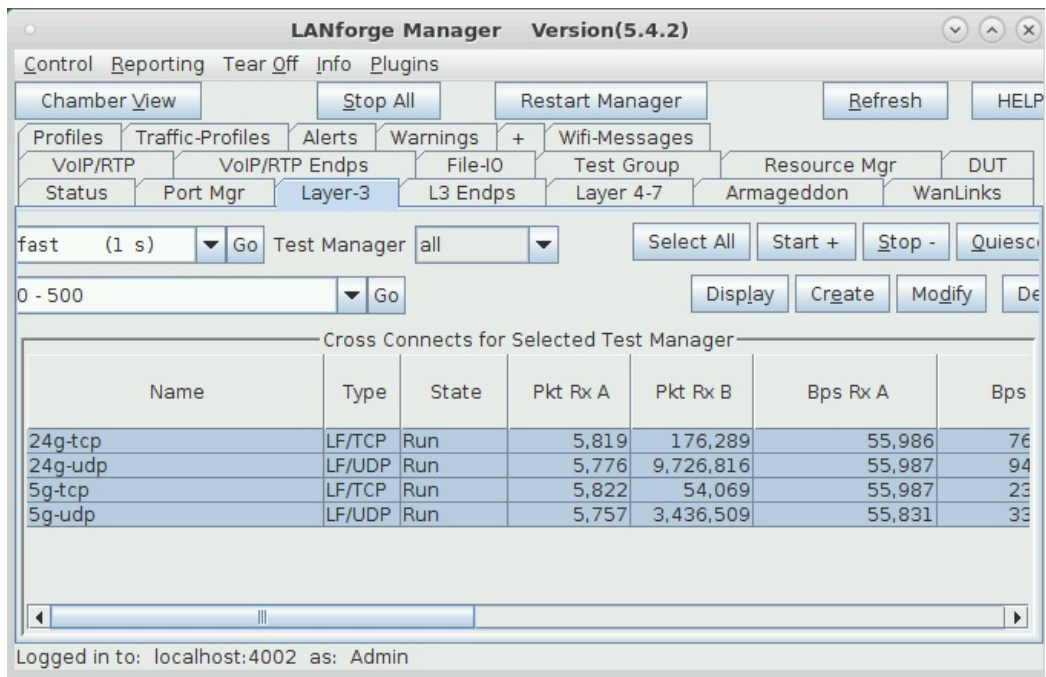 LANforge Manager Version(5.4.2)
Control Reporting Tear Off Info Plugins
Chamber View Stop All Restart Manager Refresh HELP
Profiles Traffic-Profiles Alerts Warnings + Wifi-Messages
VoIP/RTP VoIP/RTP Endps File-IO Test Group Resource Mgr DUT
Status Port Mgr Layer-3 L3 Endps Layer 4-7 Armageddon WanLinks
fast (1 s) Go Test Manager all Select All Start + Stop - Quiesc
0 - 500 Go Display Create Modify De
Cross Connects for Selected Test Manager
Name Type State Pkt Rx A Pkt Rx B Bps Rx A Bps
24g-tcp LF/TCP Run 5,819 176,289 55,986 76
24g-udp LF/UDP Run 5,776 9,726,816 55,987 94
5g-tcp LF/TCP Run 5,822 54,069 55,987 23
5g-udp LF/UDP Run 5,757 3,436,509 55,831 33
Logged in to: localhost:4002 as: Admin